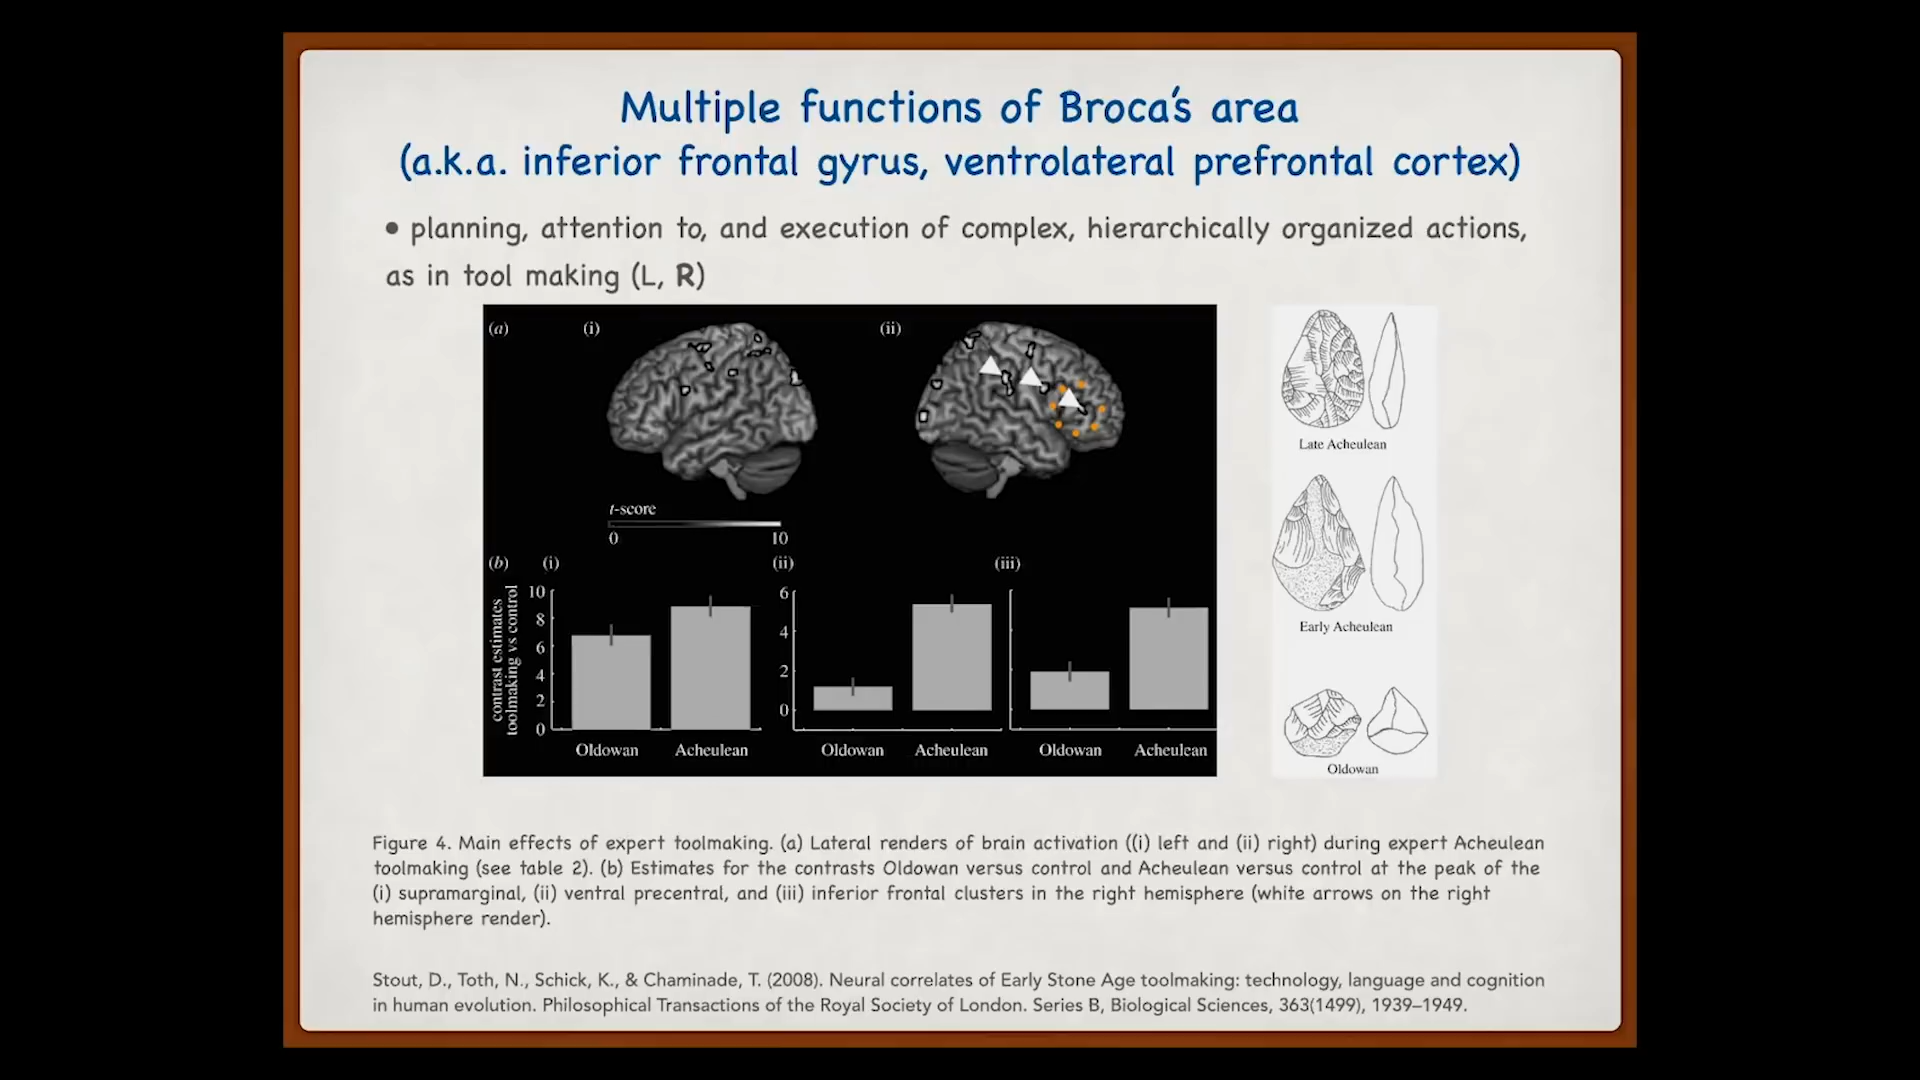 Multiple functions of Broca's area
(a.k.a. inferior frontal gyrus, ventrolateral prefrontal cortex)
• planning, attention to, and execution of complex, hierarchically organized actions,
as in tool making (L, R)
(a) (i) (ii)
t-score
0 10
(b) (i) (ii) (iii)
contrast estimates
toolmaking vs control
10
8
6
4
2
0
Oldowan Acheulean
6
4
2
0
Oldowan Acheulean
Oldowan Acheulean
Late Acheulean
Early Acheulean
Oldowan
Figure 4. Main effects of expert toolmaking. (a) Lateral renders of brain activation ((i) left and (ii) right) during expert Acheulean
toolmaking (see table 2). (b) Estimates for the contrasts Oldowan versus control and Acheulean versus control at the peak of the
(i) supramarginal, (ii) ventral precentral, and (iii) inferior frontal clusters in the right hemisphere (white arrows on the right
hemisphere render).
Stout, D., Toth, N., Schick, K., & Chaminade, T. (2008). Neural correlates of Early Stone Age toolmaking: technology, language and cognition
in human evolution. Philosophical Transactions of the Royal Society of London. Series B, Biological Sciences, 363(1499), 1939–1949.